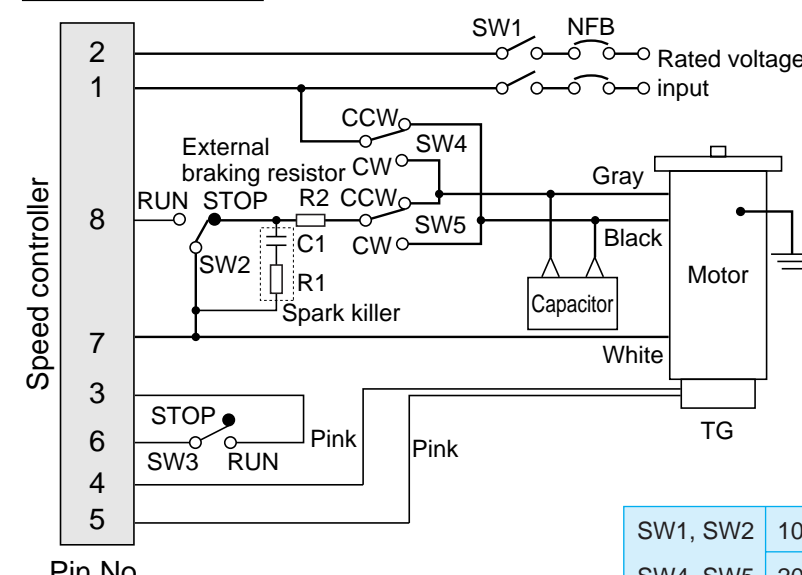 SW1 NFB
2
Rated voltage
1
input
CCW
SW4
External
braking resistor
CW
Gray
RUN STOP
R2 CCW
8
SW5
C1
CW
Black
SW2
R1
Motor
Capacitor
Spark killer
Speed controller
7
White
3
STOP
6
Pink
Pink
TG
SW3 RUN
4
5
SW1, SW2 10
Pin No
SW4, SW5 20